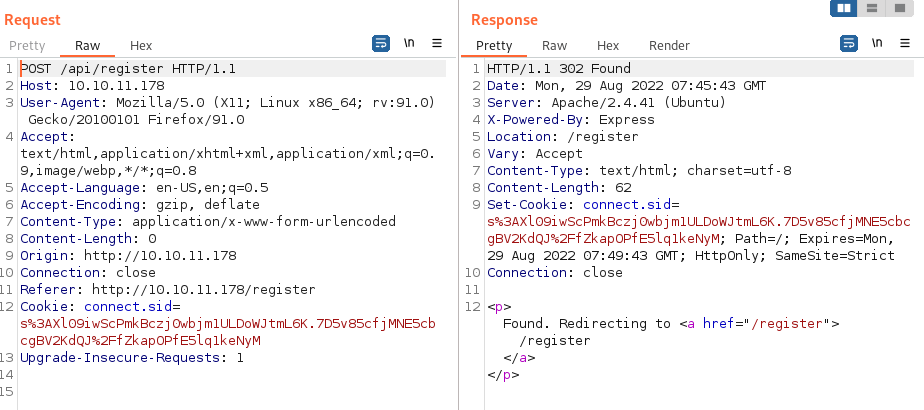 Request
Pretty Raw Hex
\n
1 POST /api/register HTTP/1.1
2 Host: 10.10.11.178
3 User-Agent: Mozilla/5.0 (X11; Linux x86_64; rv:91.0)
Gecko/20100101 Firefox/91.0
4 Accept:
text/html,application/xhtml+xml,application/xml;q=0.
9,image/webp,*/*;q=0.8
5 Accept-Language: en-US,en;q=0.5
6 Accept-Encoding: gzip, deflate
7 Content-Type: application/x-www-form-urlencoded
8 Content-Length: 0
9 Origin: http://10.10.11.178
10 Connection: close
11 Referer: http://10.10.11.178/register
12 Cookie: connect.sid=
s%3AXlO9iwScPmkBczjOwbjm1ULDoWJtmL6K.7D5v85cfjMNE5cb
cgBV2KdQJ%2FfZkapOPfE5lq1keNyM
13 Upgrade-Insecure-Requests: 1
14
15
Response
Pretty Raw Hex Render
\n
1 HTTP/1.1 302 Found
2 Date: Mon, 29 Aug 2022 07:45:43 GMT
3 Server: Apache/2.4.41 (Ubuntu)
4 X-Powered-By: Express
5 Location: /register
6 Vary: Accept
7 Content-Type: text/html; charset=utf-8
8 Content-Length: 62
9 Set-Cookie: connect.sid=
s%3AXlO9iwScPmkBczjOwbjm1ULDoWJtmL6K.7D5v85cfjMNE5cbc
gBV2KdQJ%2FfZkapOPfE5lq1keNyM; Path=/; Expires=Mon,
29 Aug 2022 07:49:43 GMT; HttpOnly; SameSite=Strict
10 Connection: close
11
12 <p>
Found. Redirecting to <a href="/register">
/register
</a>
</p>